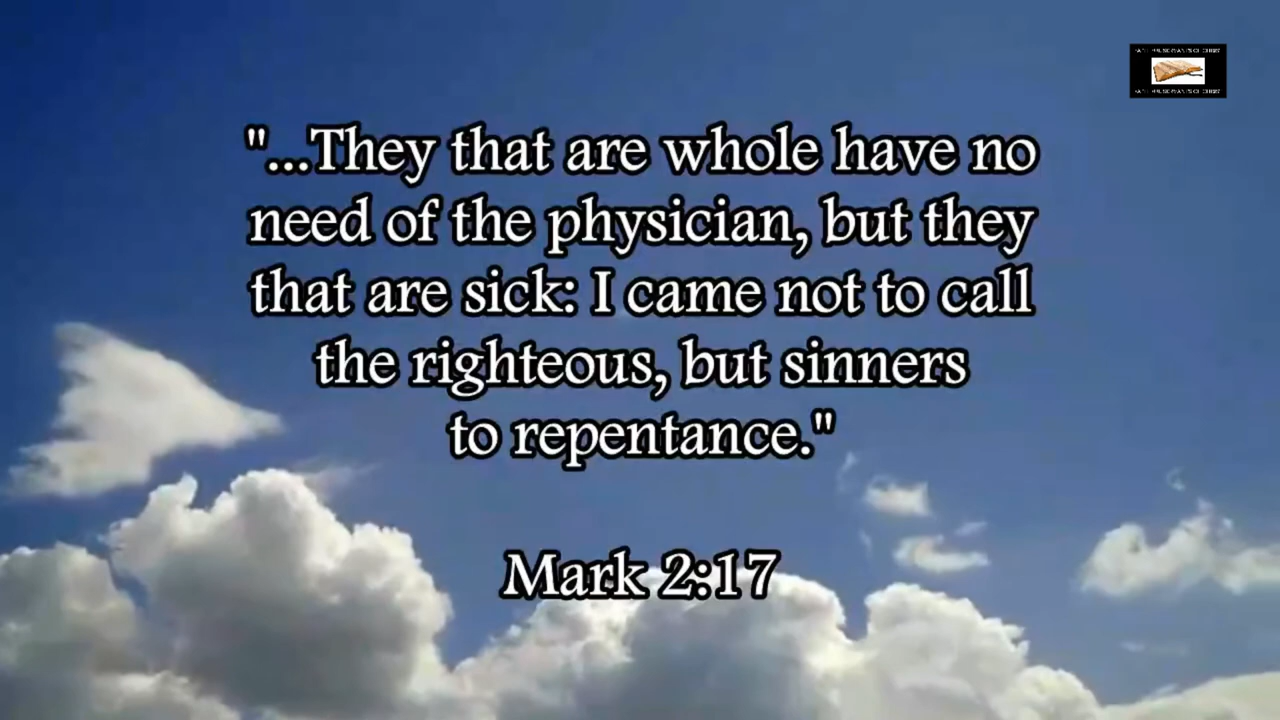 "...They that are whole have no
need of the physician, but they
that are sick: I came not to call
the righteous, but sinners
to repentance."
Mark 2:17